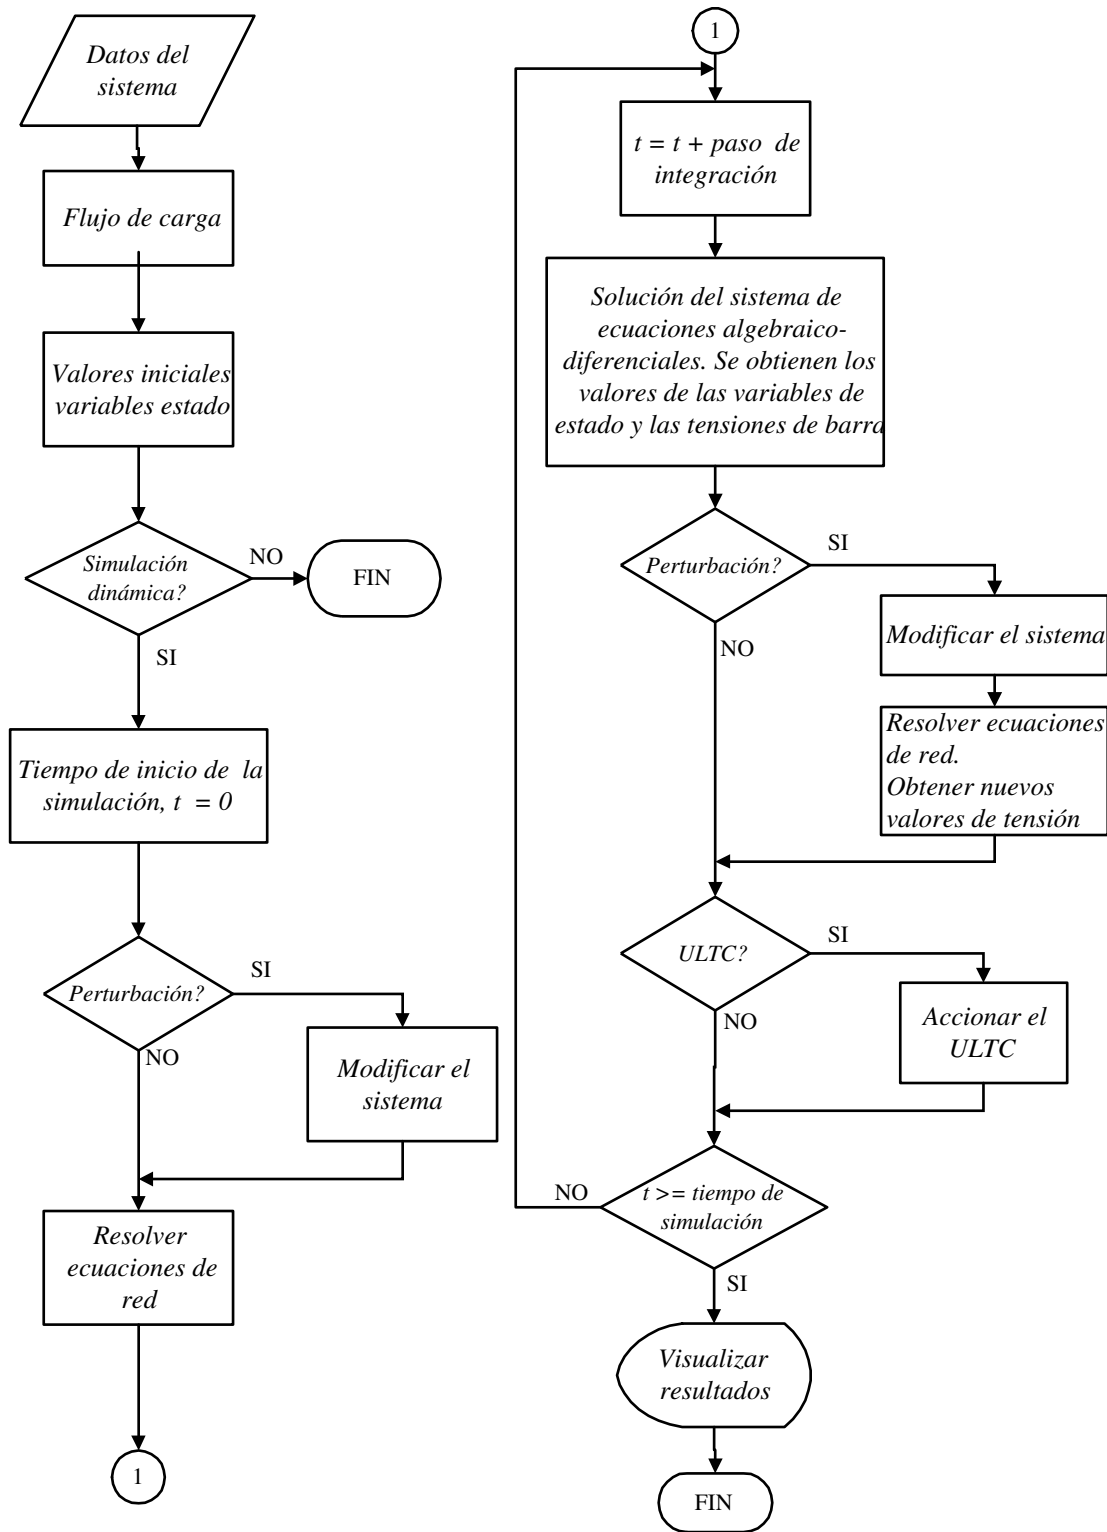 Datos del
sistema
Flujo de carga
Valores iniciales
variables estado
Simulación
dinámica?
NO
FIN
SI
Tiempo de inicio de la
simulación, t = 0
Perturbación?
SI
NO
Modificar el
sistema
Resolver
ecuaciones de
red
1
1
t = t + paso de
integración
Solución del sistema de
ecuaciones algebraico-
diferenciales. Se obtienen los
valores de las variables de
estado y las tensiones de barra
Perturbación?
SI
NO
Modificar el sistema
Resolver ecuaciones
de red.
Obtener nuevos
valores de tensión
ULTC?
SI
NO
Accionar el
ULTC
t >= tiempo de
simulación
NO
SI
Visualizar
resultados
FIN